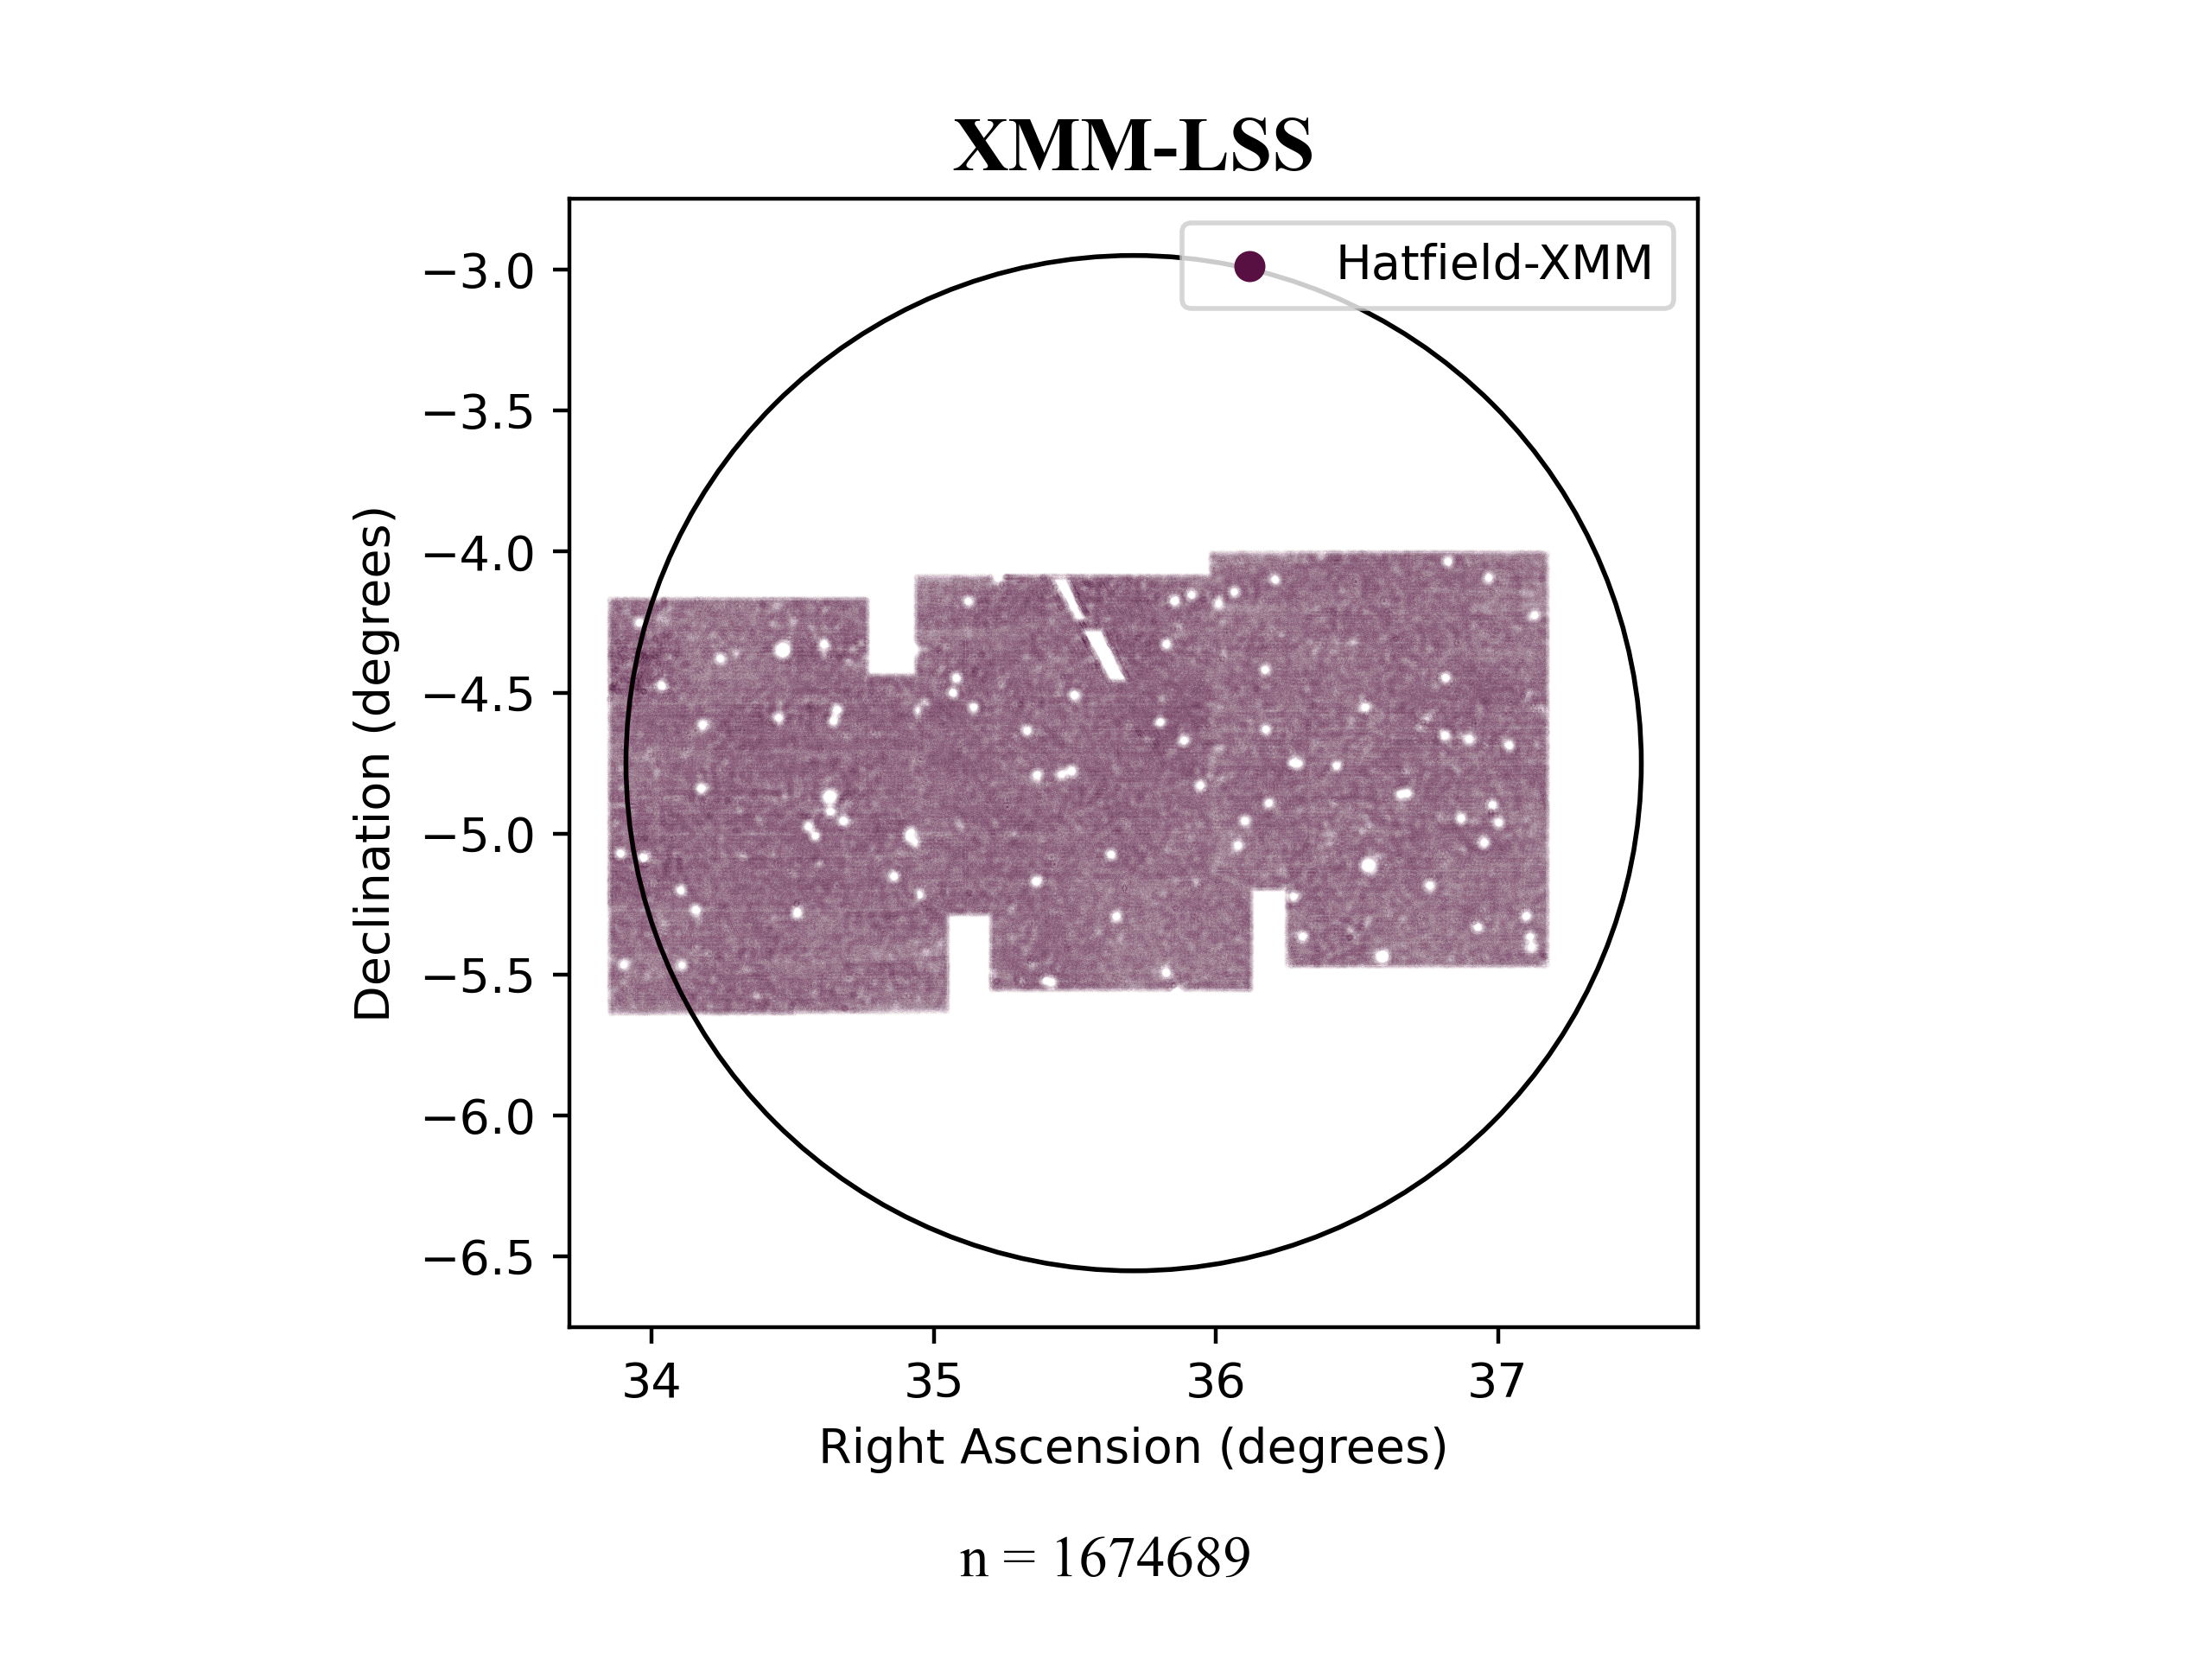 XMM-LSS
Hatfield-XMM
−3.0
−3.5
−4.0
−4.5
−5.0
−5.5
−6.0
−6.5
Declination (degrees)
34 35 36 37
Right Ascension (degrees)
n = 1674689